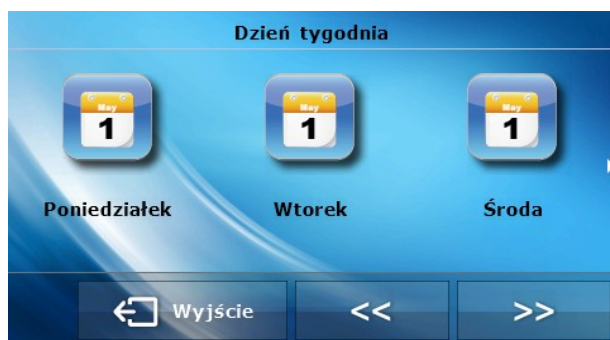 Dzień tygodnia
May May May
1 1 1
Poniedziałek Wtorek Środa
Wyjście << >>